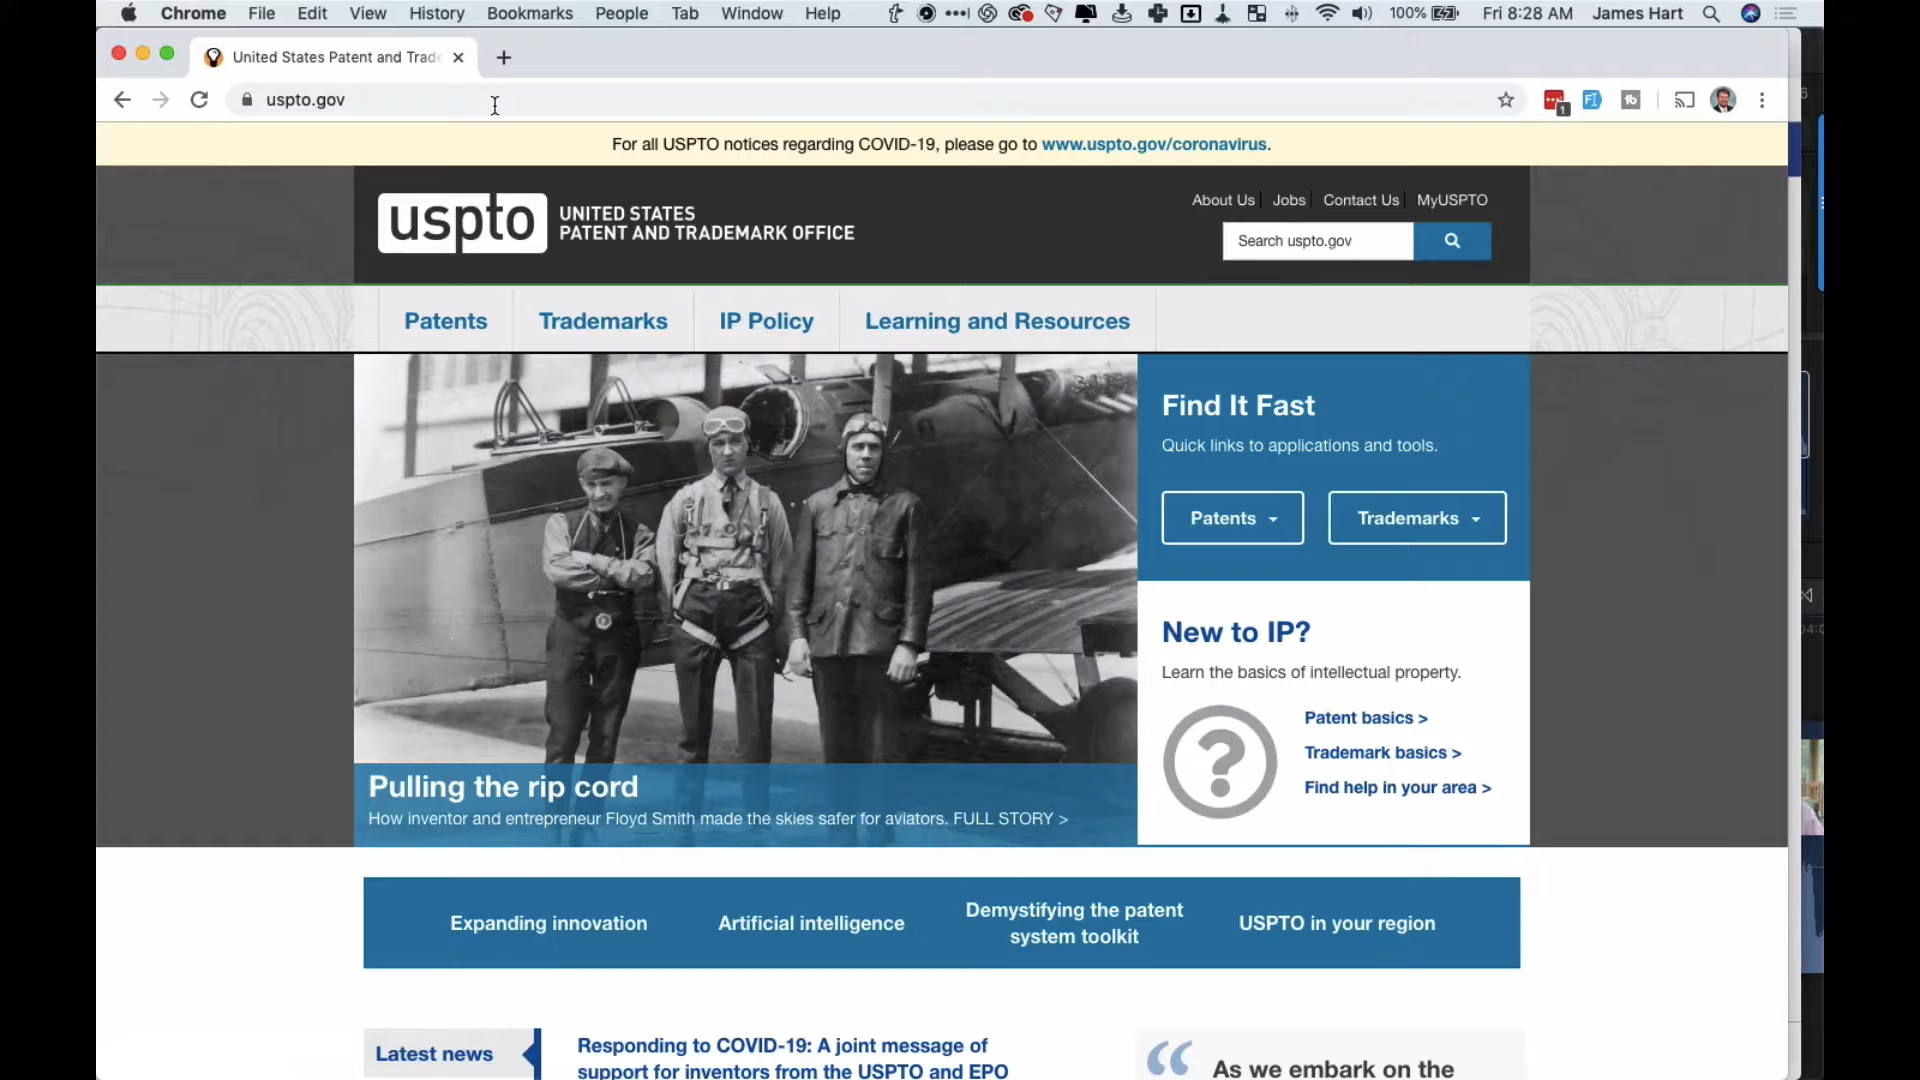 Chrome File Edit View History Bookmarks People Tab Window Help 100% Fri 8:28 AM James Hart
United States Patent and Trade
uspto.gov
1
For all USPTO notices regarding COVID-19, please go to www.uspto.gov/coronavirus.
uspto UNITED STATES
PATENT AND TRADEMARK OFFICE
About Us Jobs Contact Us MyUSPTO
Search uspto.gov
Patents Trademarks IP Policy Learning and Resources
Find It Fast
Quick links to applications and tools.
Patents Trademarks
New to IP?
Learn the basics of intellectual property.
Patent basics >
Trademark basics >
Find help in your area >
Pulling the rip cord
How inventor and entrepreneur Floyd Smith made the skies safer for aviators. FULL STORY >
Expanding innovation
Artificial intelligence
Demystifying the patent
system toolkit
USPTO in your region
Latest news
Responding to COVID-19: A joint message of
support for inventors from the USPTO and EPO
As we embark on the